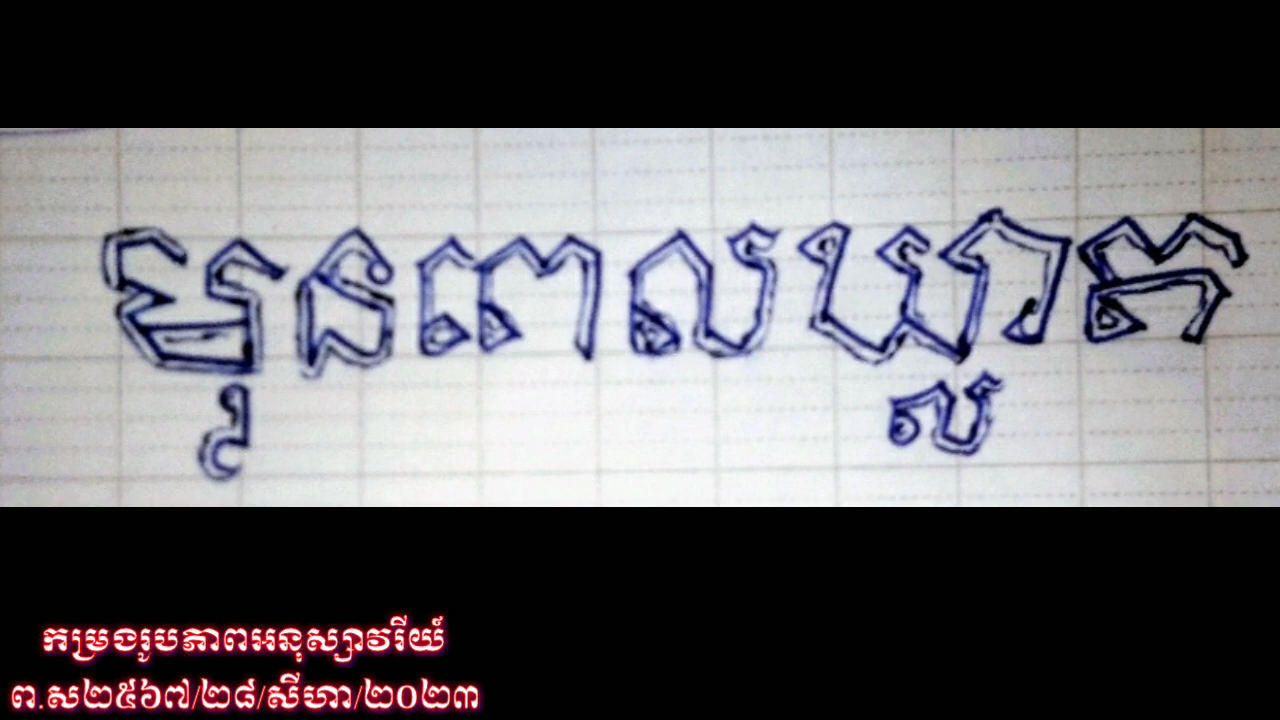 មុនពេលឃ្លាត
កម្រងរូបភាពអនុស្សាវរីយ៍
ព.ស២៥៦៧/២៨/សីហា/២០២៣